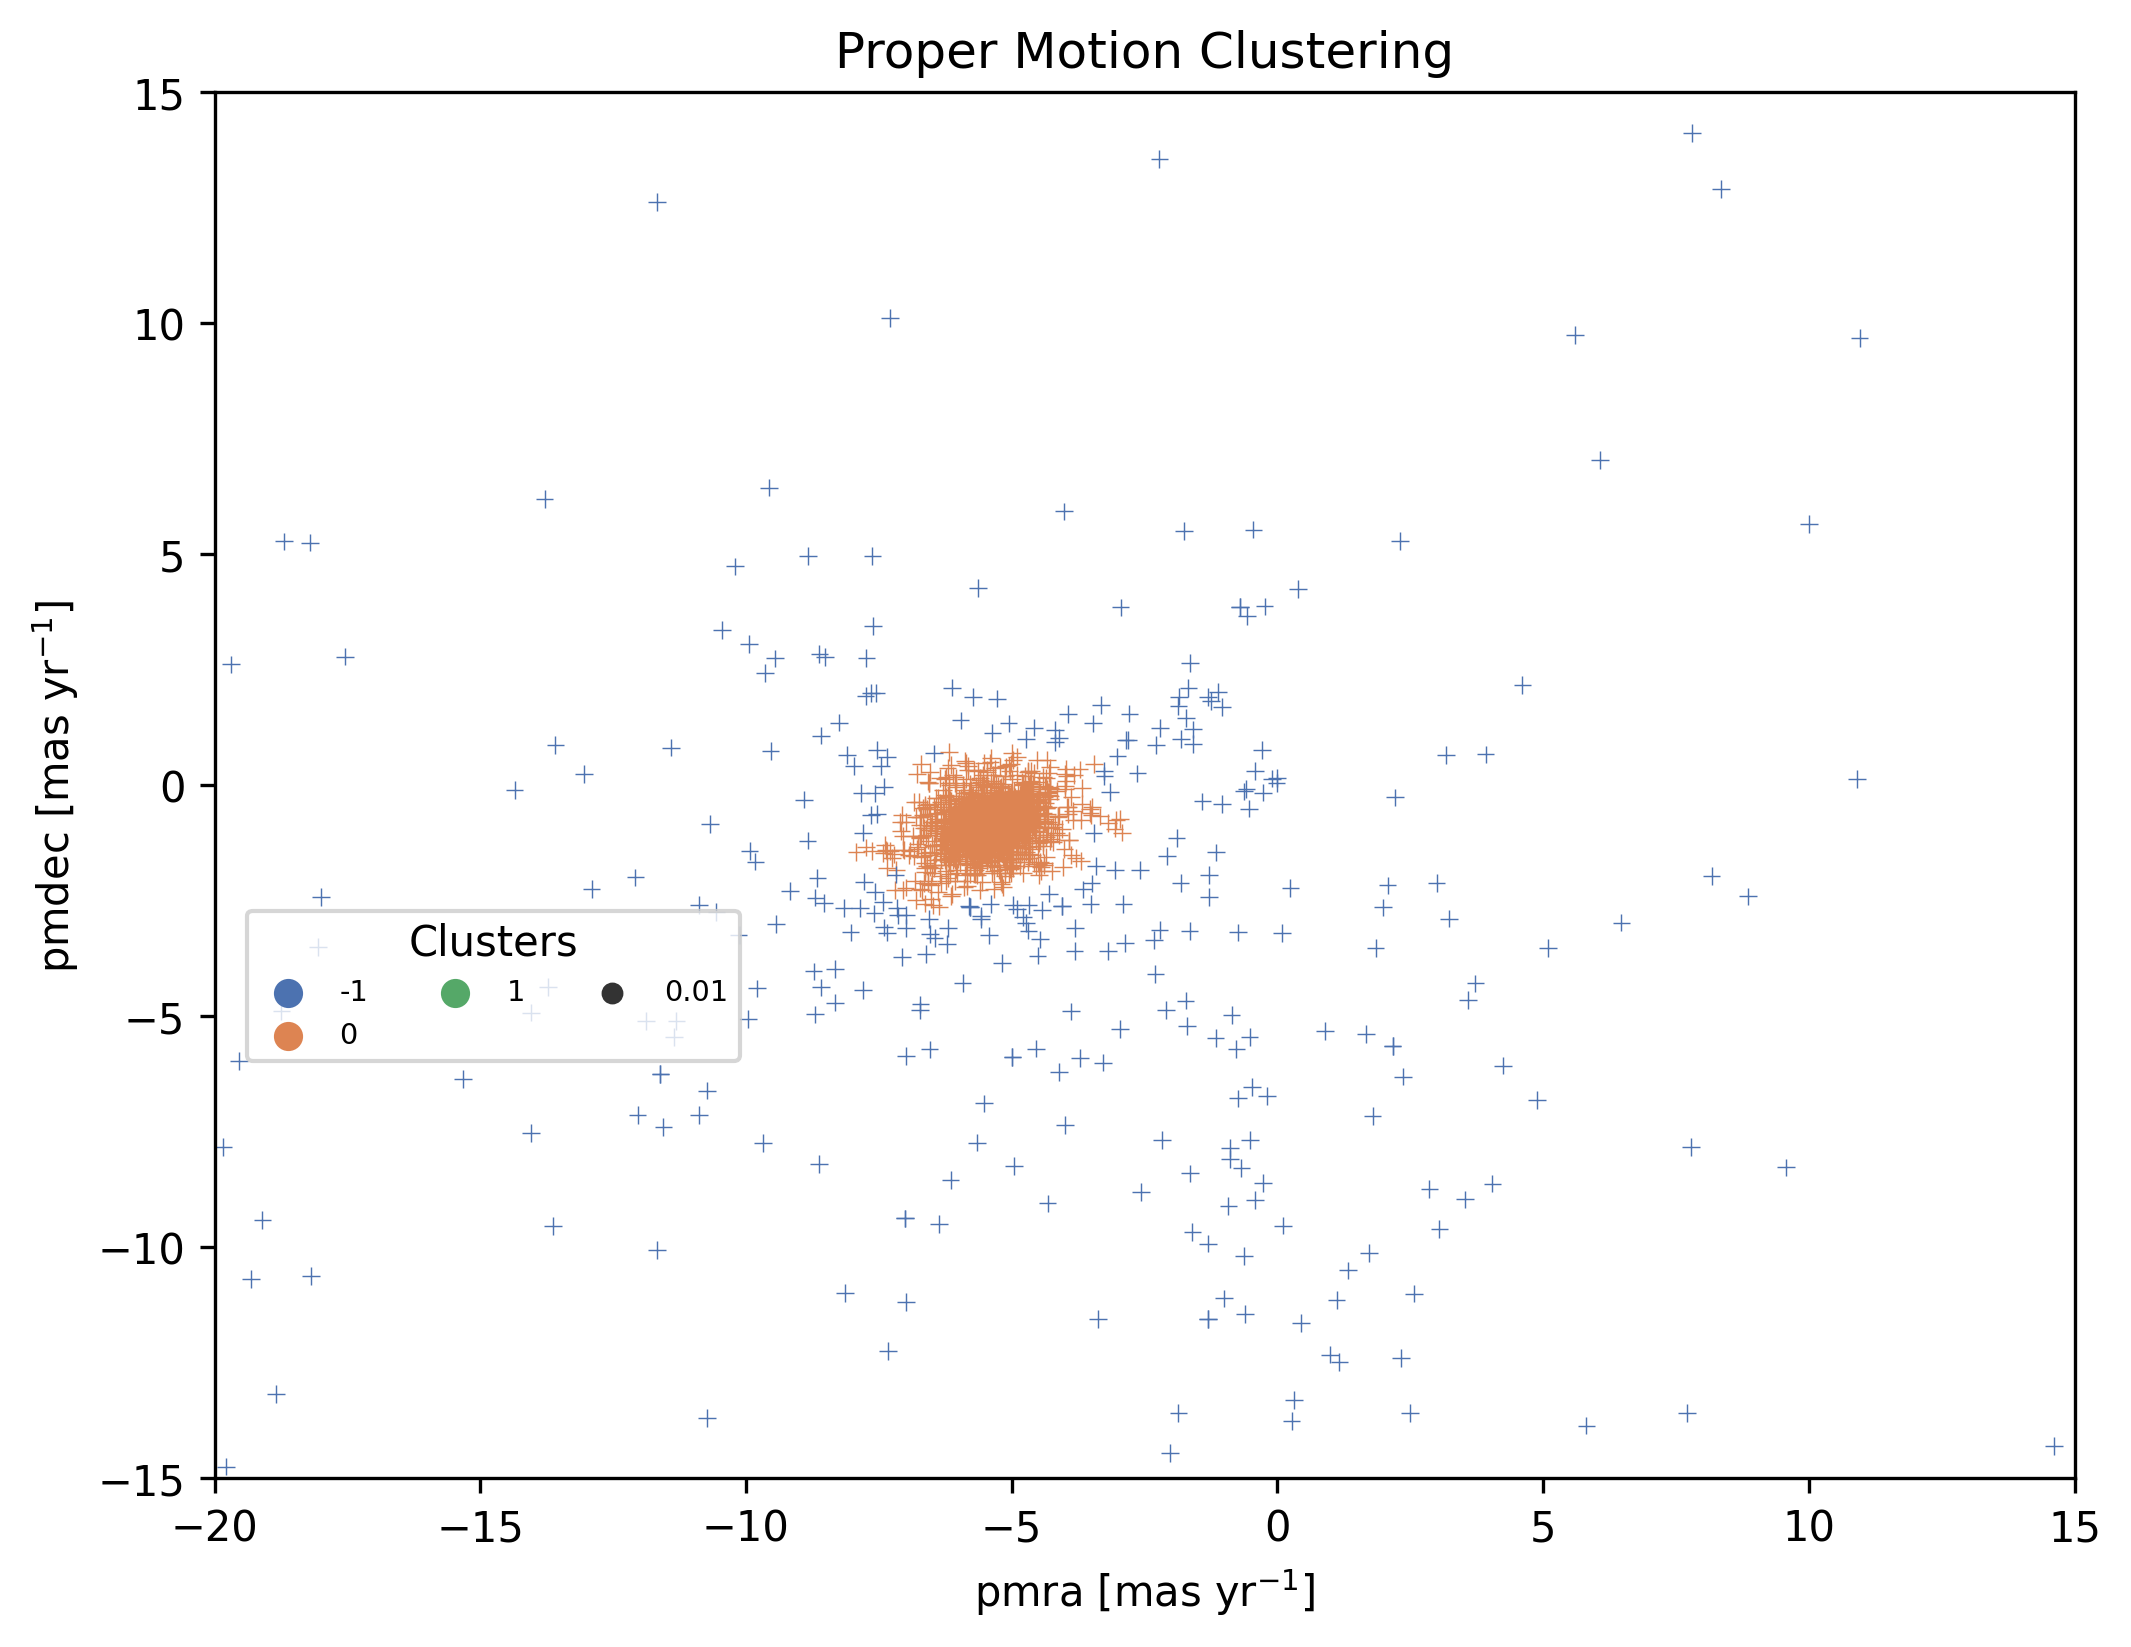 Proper Motion Clustering
15
10
5
0
−5
−10
−15
pmdec [mas yr⁻¹]
Clusters
-1 1 0.01
0
−20 −15 −10 −5 0 5 10 15
pmra [mas yr⁻¹]